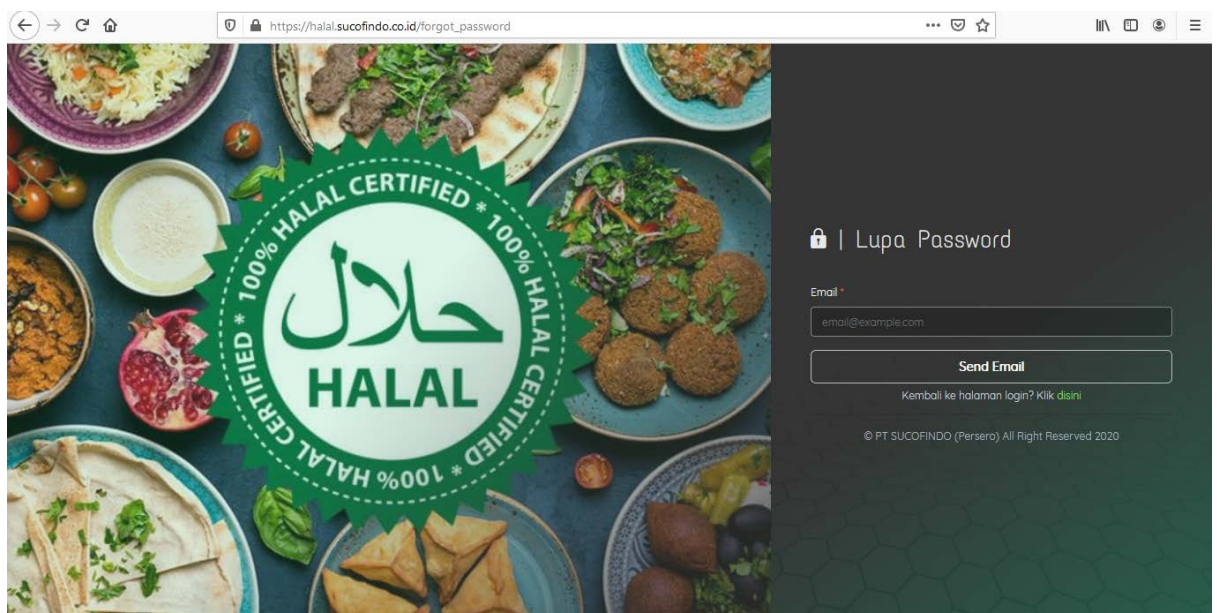 https://halal.sucofindo.co.id/forgot_password
100% HALAL CERTIFIED * 100% HALAL CERTIFIED * 100% HALAL CERTIFIED *
حلال
HALAL
| Lupa Password
Email *
email@example.com
Send Email
Kembali ke halaman login? Klik disini
© PT SUCOFINDO (Persero) All Right Reserved 2020